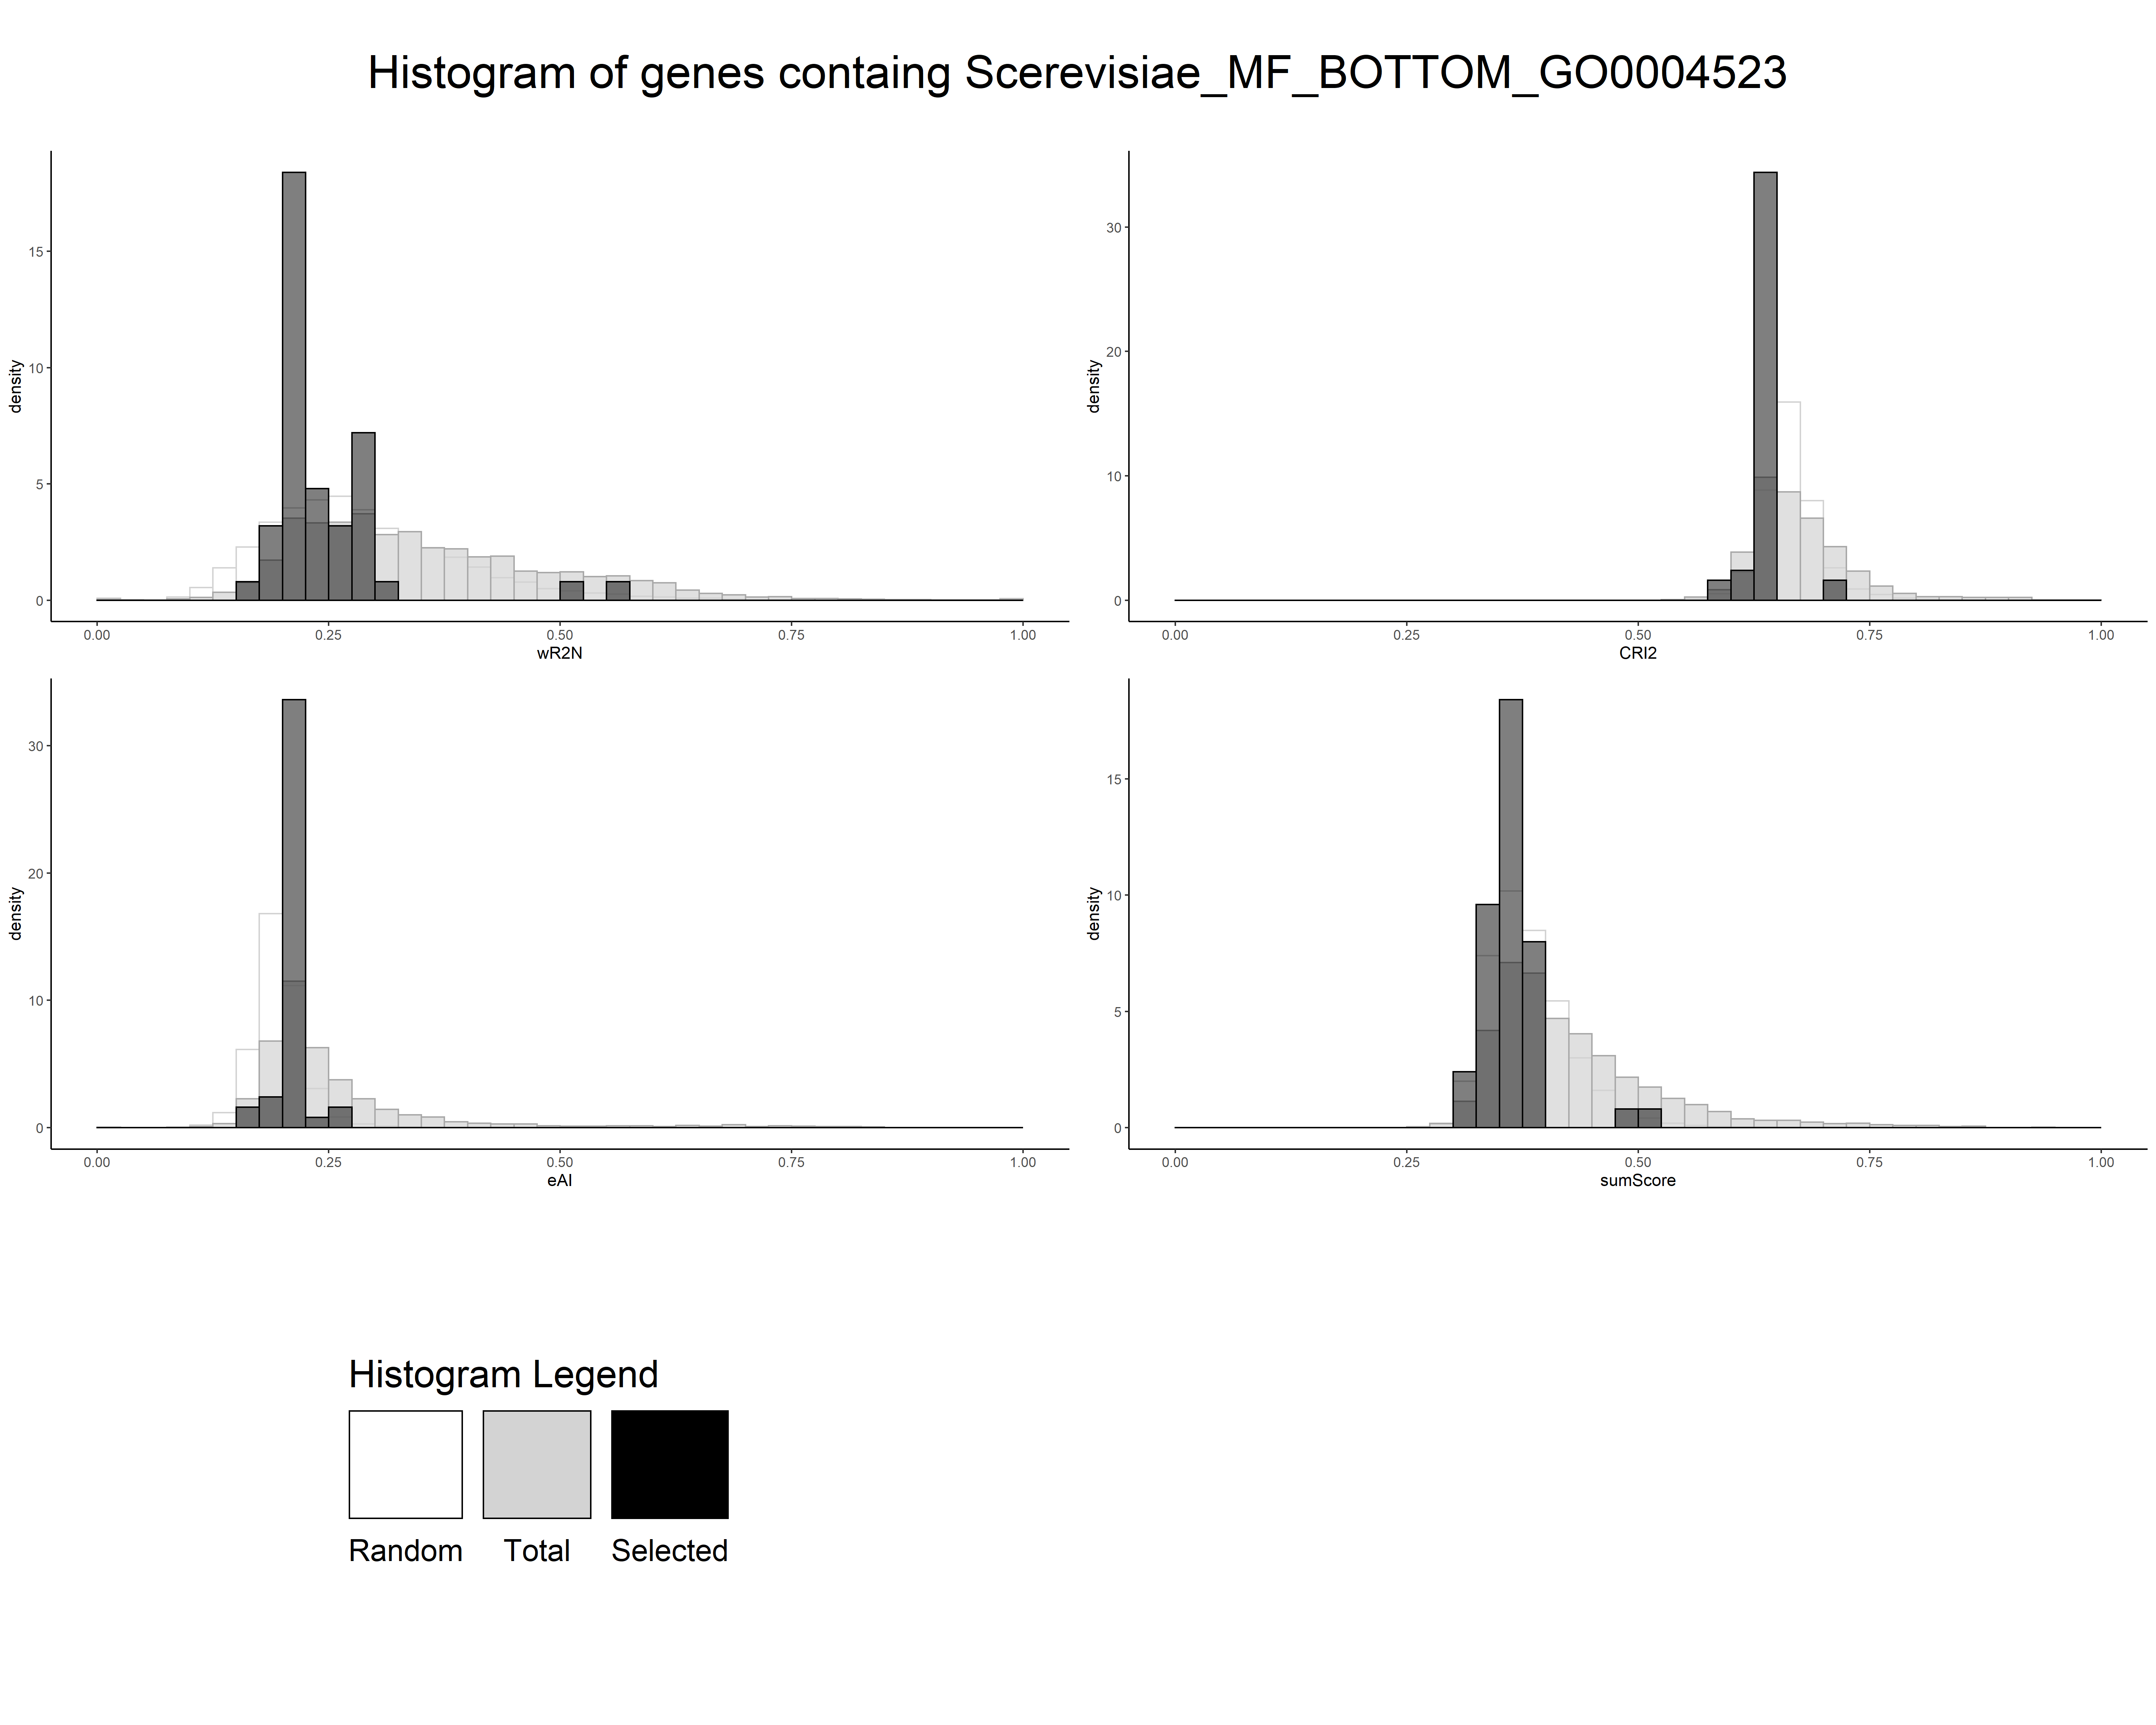 Histogram of genes containg Scerevisiae_MF_BOTTOM_GO0004523
density
15
10
5
0
0.00 0.25 0.50 0.75 1.00
wR2N
density
30
20
10
0
0.00 0.25 0.50 0.75 1.00
CRI2
density
30
20
10
0
0.00 0.25 0.50 0.75 1.00
eAI
density
15
10
5
0
0.00 0.25 0.50 0.75 1.00
sumScore
Histogram Legend
Random Total Selected